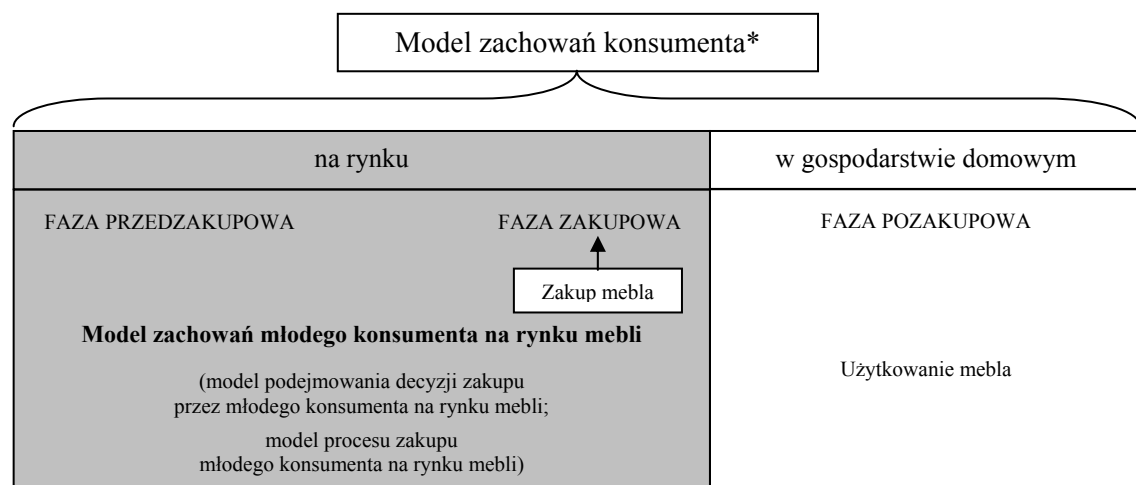 Model zachowań konsumenta*
na rynku
w gospodarstwie domowym
FAZA PRZEDZAKUPOWA
FAZA ZAKUPOWA
FAZA POZAKUPOWA
Zakup mebla
Model zachowań młodego konsumenta na rynku mebli
(model podejmowania decyzji zakupu
przez młodego konsumenta na rynku mebli;
model procesu zakupu
młodego konsumenta na rynku mebli)
Użytkowanie mebla